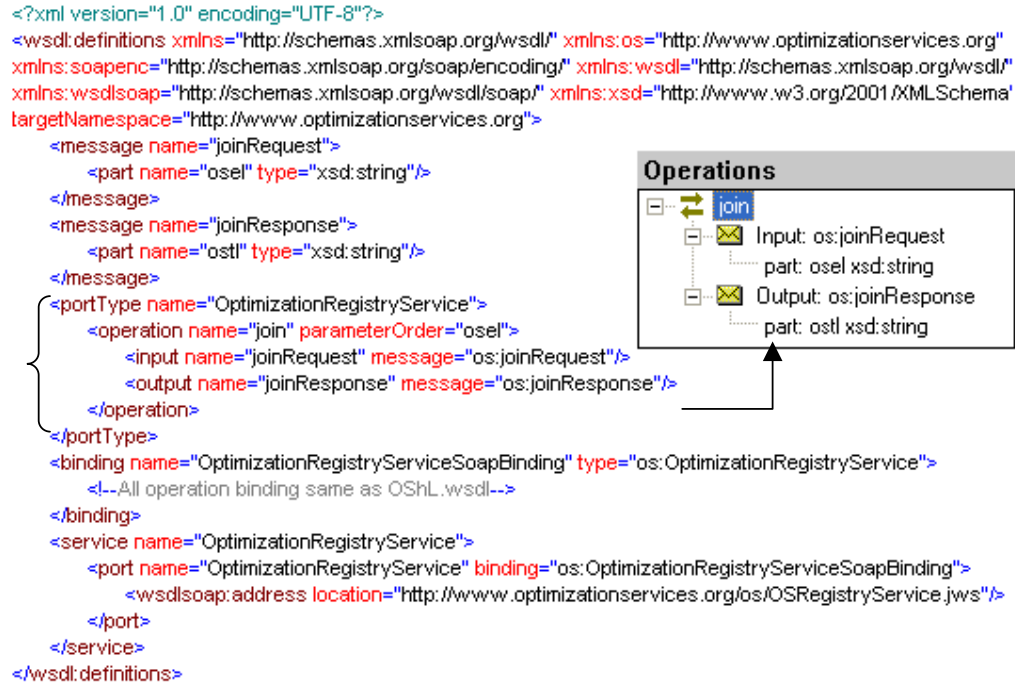 <?xml version="1.0" encoding="UTF-8"?>
<wsdl:definitions xmlns="http://schemas.xmlsoap.org/wsdl/" xmlns:os="http://www.optimizationservices.org"
xmlns:soapenc="http://schemas.xmlsoap.org/soap/encoding/" xmlns:wsdl="http://schemas.xmlsoap.org/wsdl/"
xmlns:wsdlsoap="http://schemas.xmlsoap.org/wsdl/soap/" xmlns:xsd="http://www.w3.org/2001/XMLSchema"
targetNamespace="http://www.optimizationservices.org">
<message name="joinRequest">
<part name="osel" type="xsd:string"/>
</message>
<message name="joinResponse">
<part name="ostl" type="xsd:string"/>
</message>
<portType name="OptimizationRegistryService">
<operation name="join" parameterOrder="osel">
<input name="joinRequest" message="os:joinRequest"/>
<output name="joinResponse" message="os:joinResponse"/>
</operation>
</portType>
<binding name="OptimizationRegistryServiceSoapBinding" type="os:OptimizationRegistryService">
<!--All operation binding same as OShL.wsdl-->
</binding>
<service name="OptimizationRegistryService">
<port name="OptimizationRegistryService" binding="os:OptimizationRegistryServiceSoapBinding">
<wsdlsoap:address location="http://www.optimizationservices.org/os/OSRegistryService.jws"/>
</port>
</service>
</wsdl:definitions>
Operations
join
Input: os:joinRequest
part: osel xsd:string
Output: os:joinResponse
part: ostl xsd:string